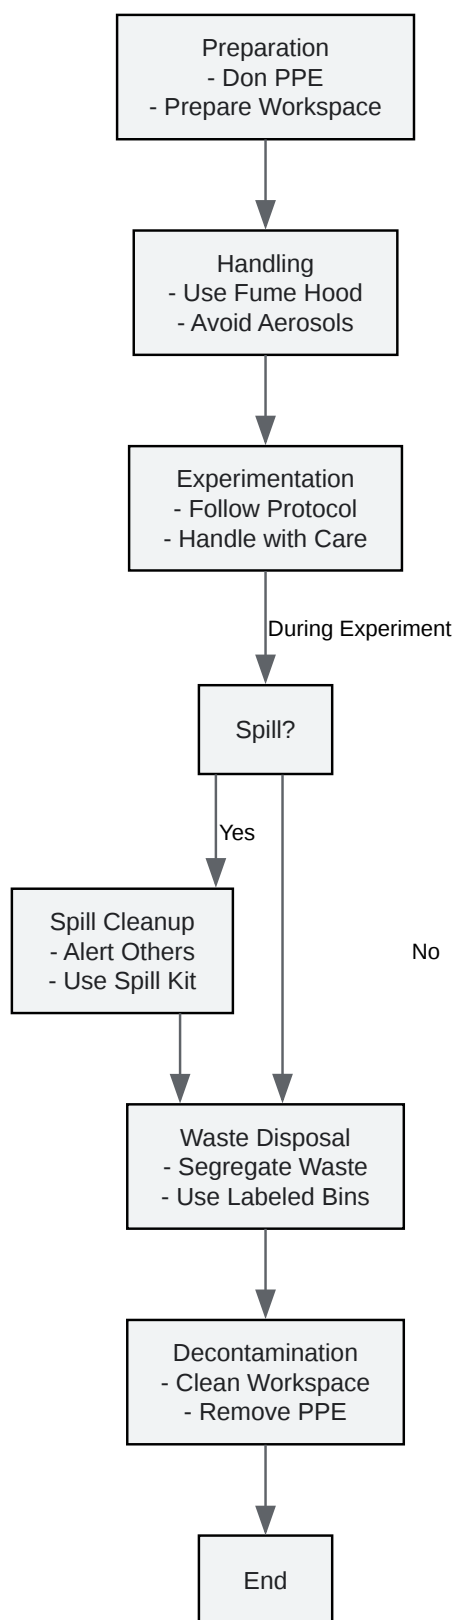 Preparation
- Don PPE
- Prepare Workspace
Handling
- Use Fume Hood
- Avoid Aerosols
Experimentation
- Follow Protocol
- Handle with Care
During Experiment
Spill?
Yes
Spill Cleanup
- Alert Others
- Use Spill Kit
No
Waste Disposal
- Segregate Waste
- Use Labeled Bins
Decontamination
- Clean Workspace
- Remove PPE
End